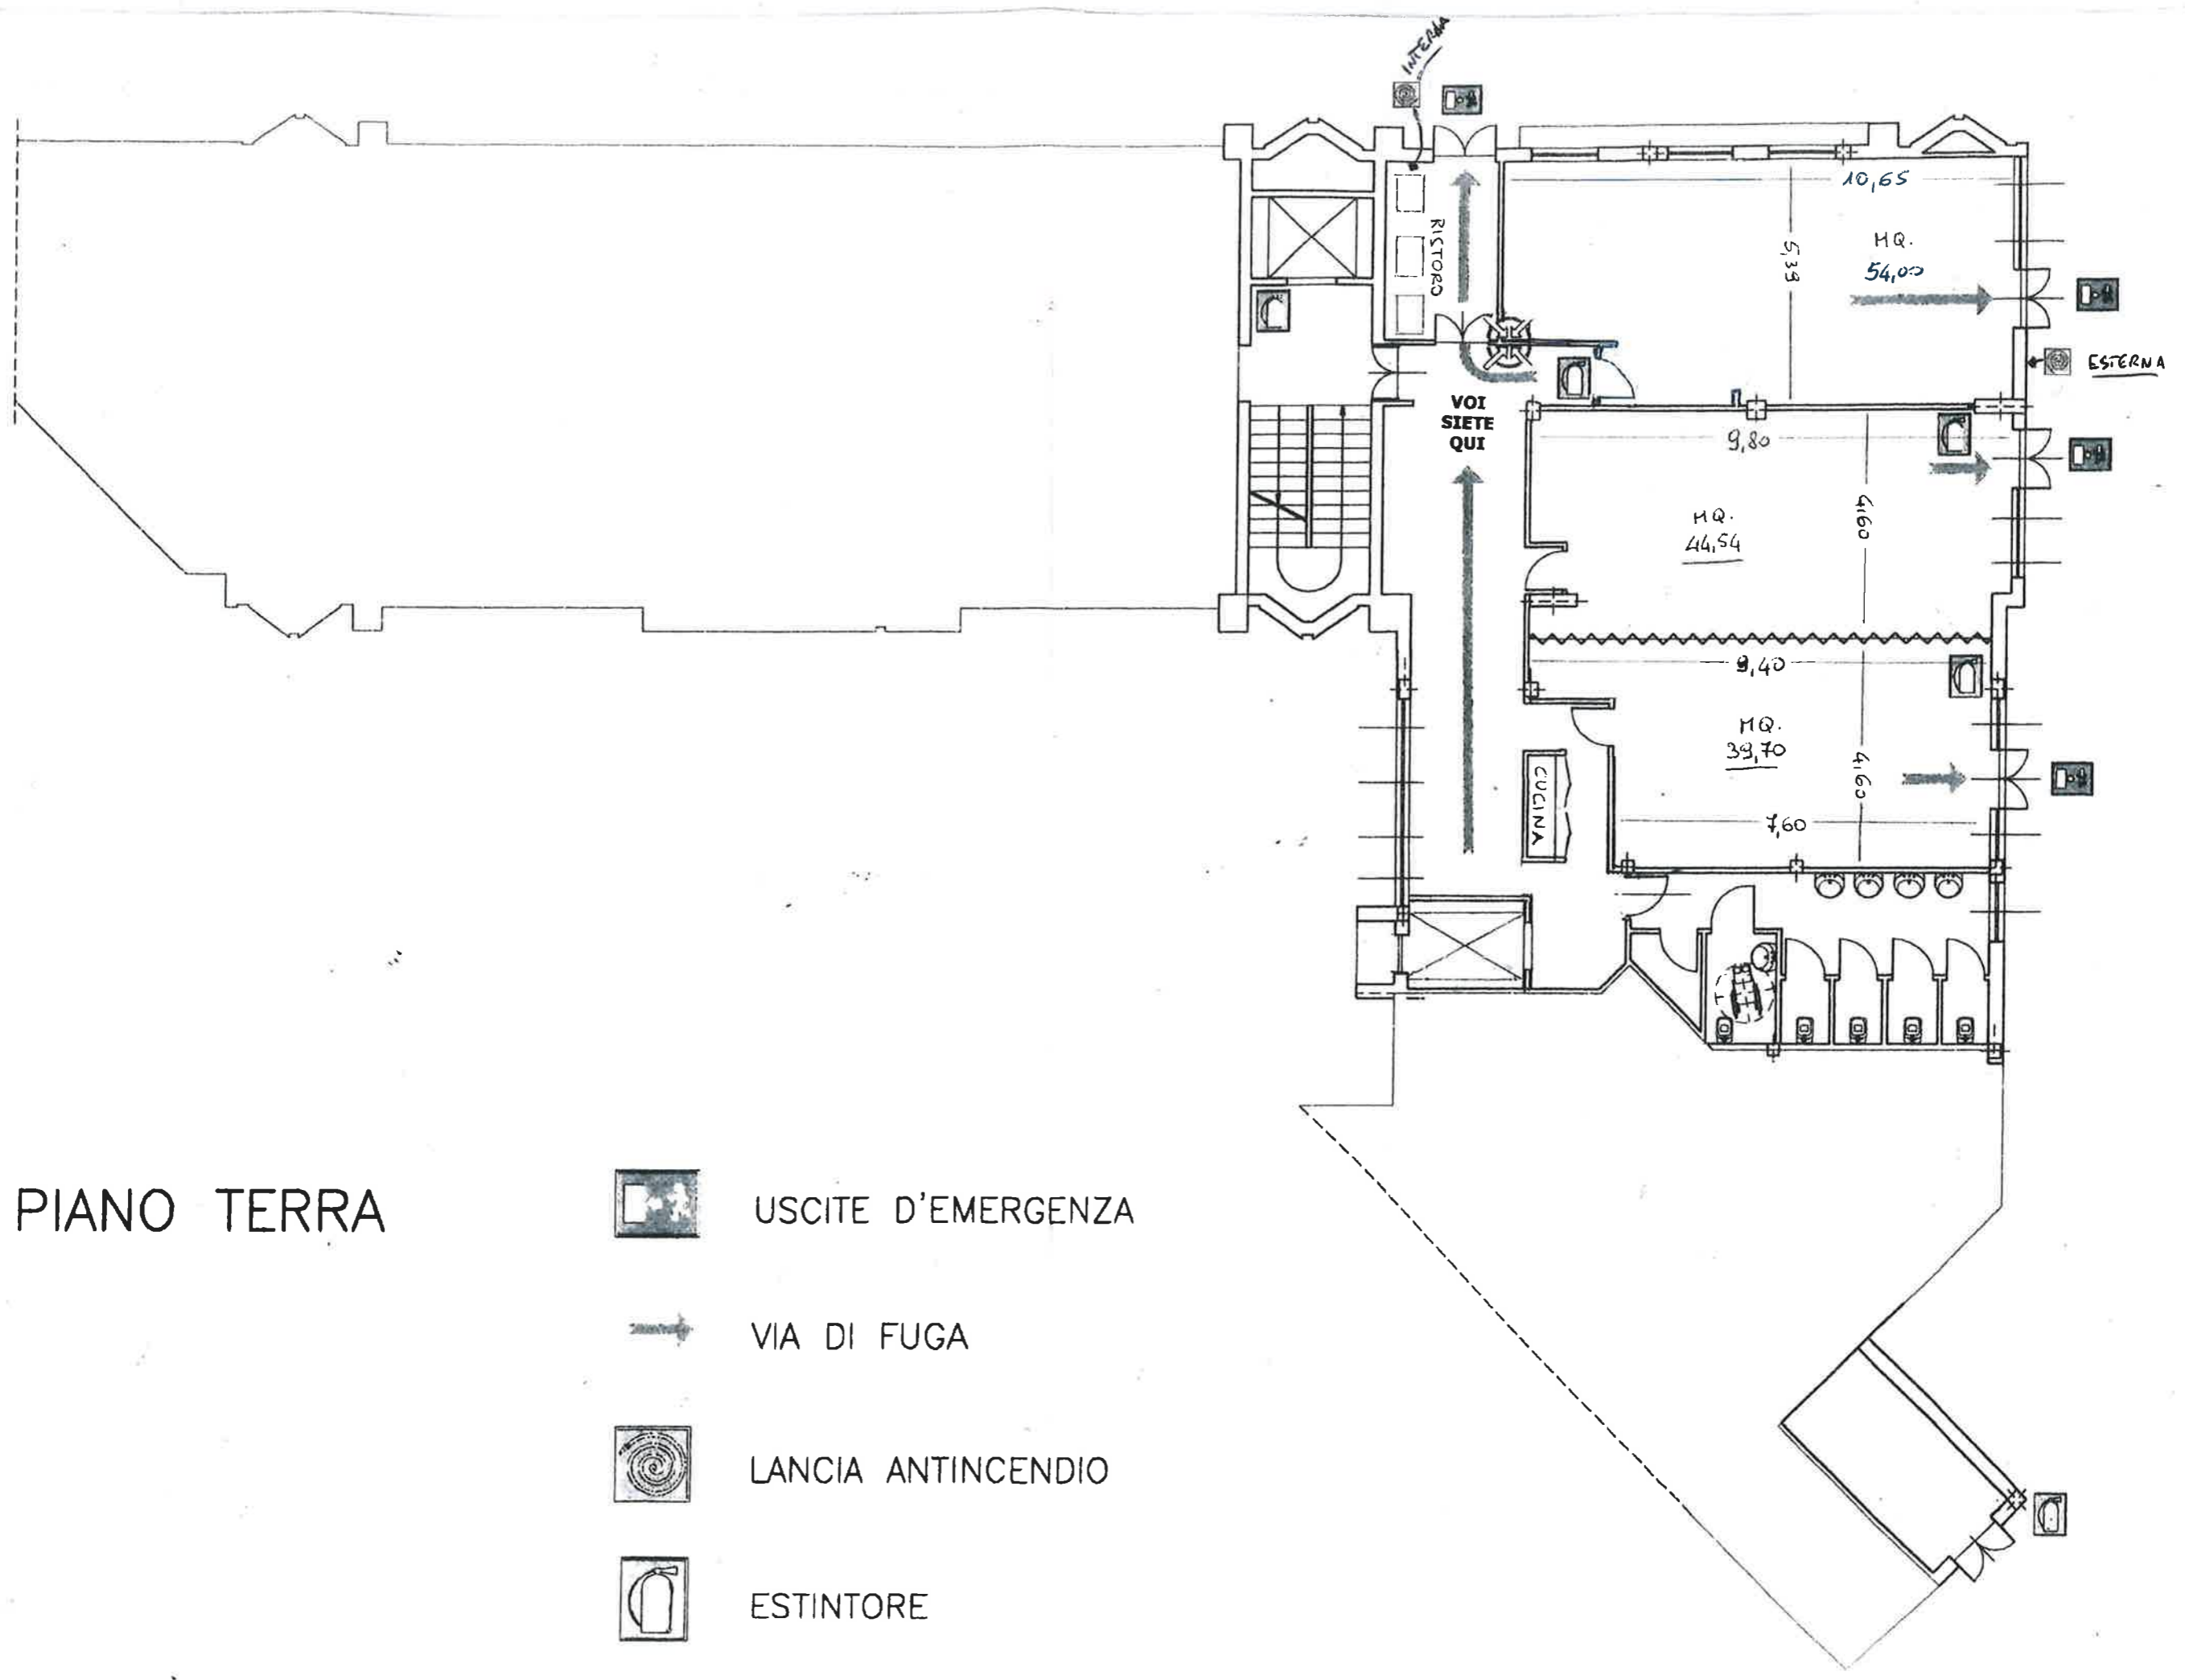 INTERNA
RISTORO
10,65
5,39
MQ.
54,00
ESTERNA
VOI
SIETE
QUI
9,80
4,60
MQ.
44,54
9,40
MQ.
39,70
4,60
7,60
CUCINA
PIANO TERRA
USCITE D'EMERGENZA
VIA DI FUGA
LANCIA ANTINCENDIO
ESTINTORE